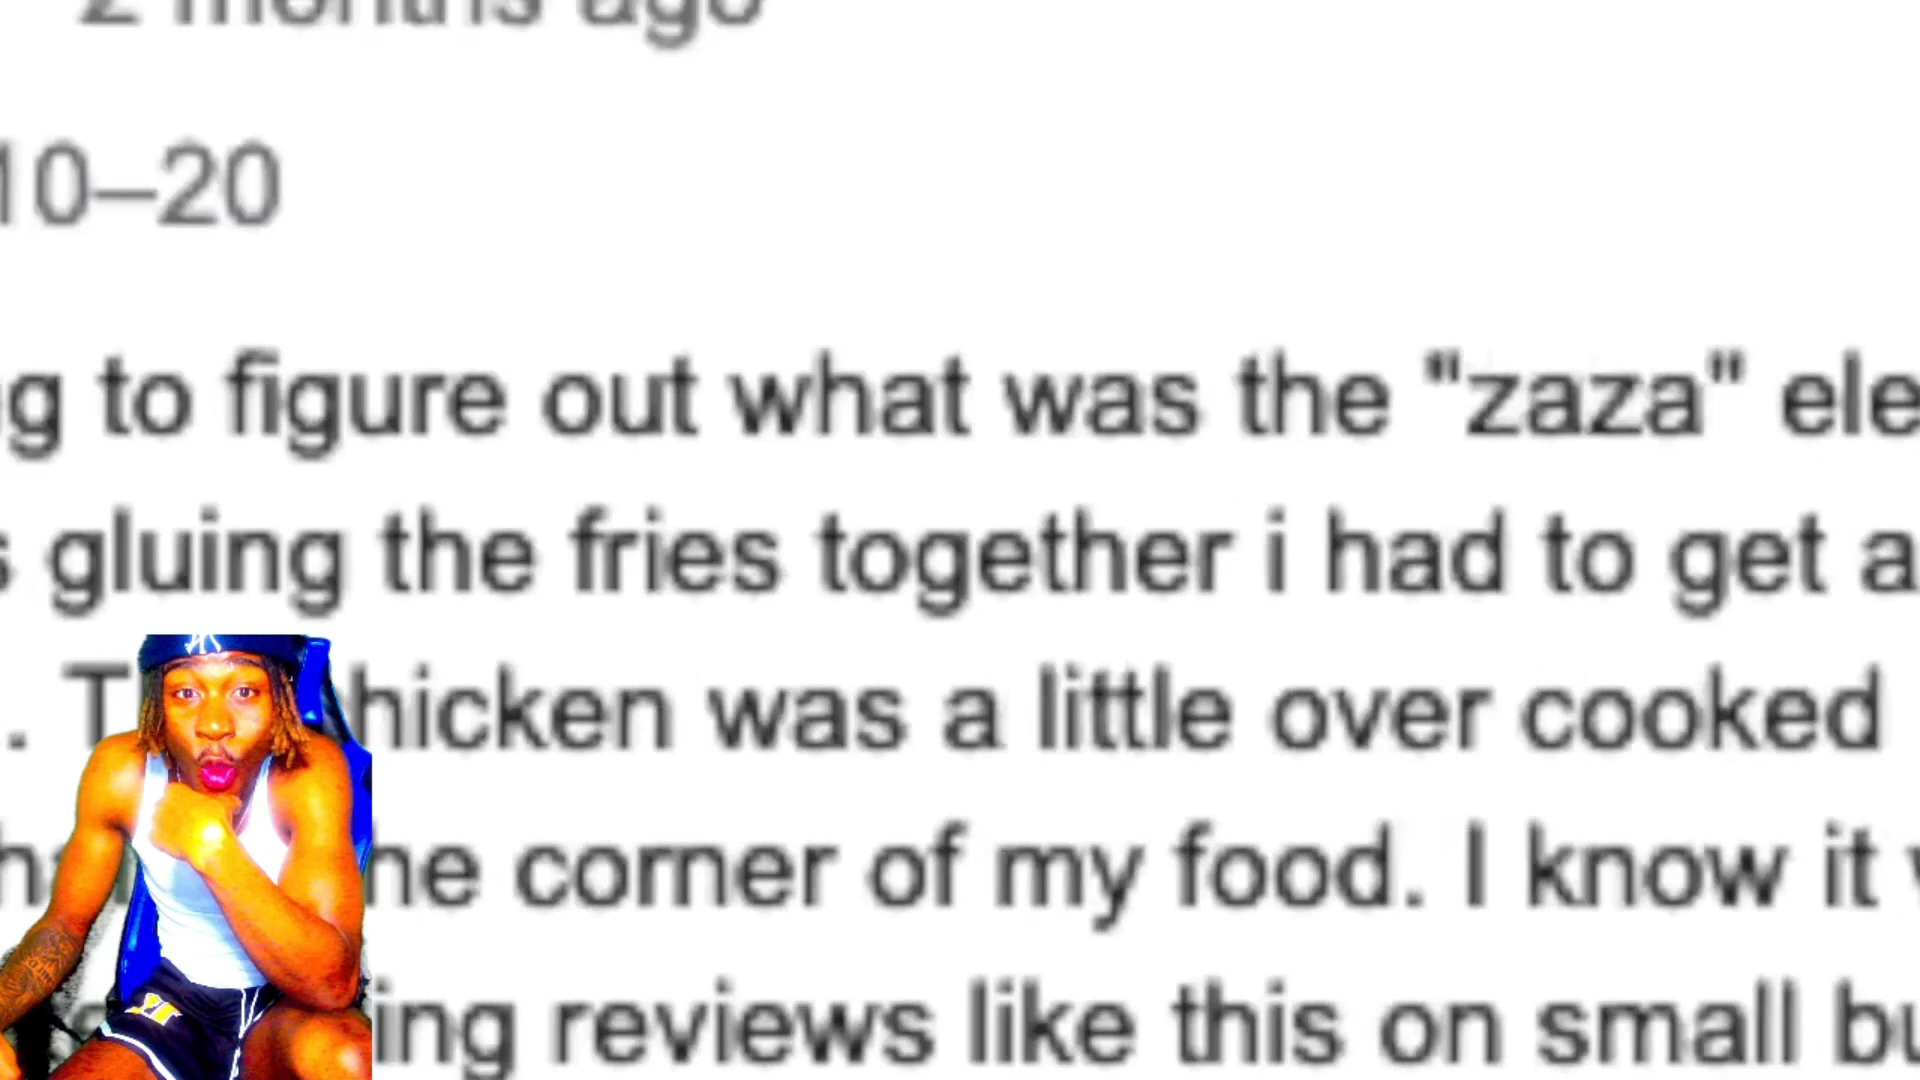 2 months ago
10–20
ng to figure out what was the "zaza" ele
s gluing the fries together i had to get a
. T hicken was a little over cooked
ha he corner of my food. I know it
ing reviews like this on small bu